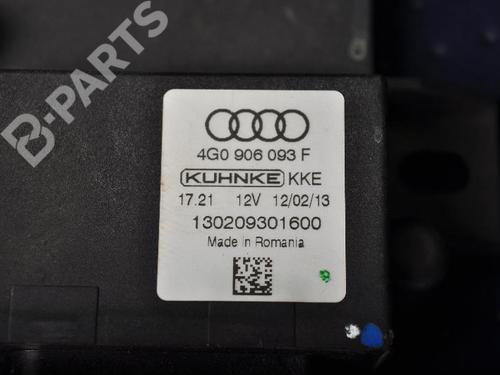 B-PARTS
4G0 906 093 F
KUHNKE KKE
17.21 12V 12/02/13
130209301600
Made in Romania